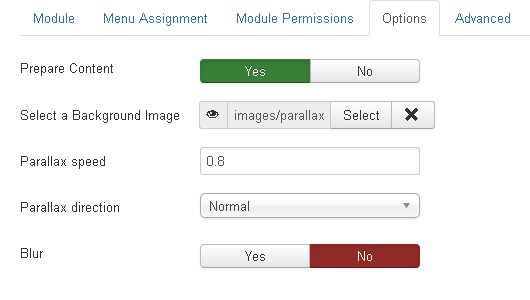 Module Menu Assignment Module Permissions Options Advanced
Prepare Content Yes No
Select a Background Image images/parallax Select
Parallax speed 0.8
Parallax direction Normal
Blur Yes No